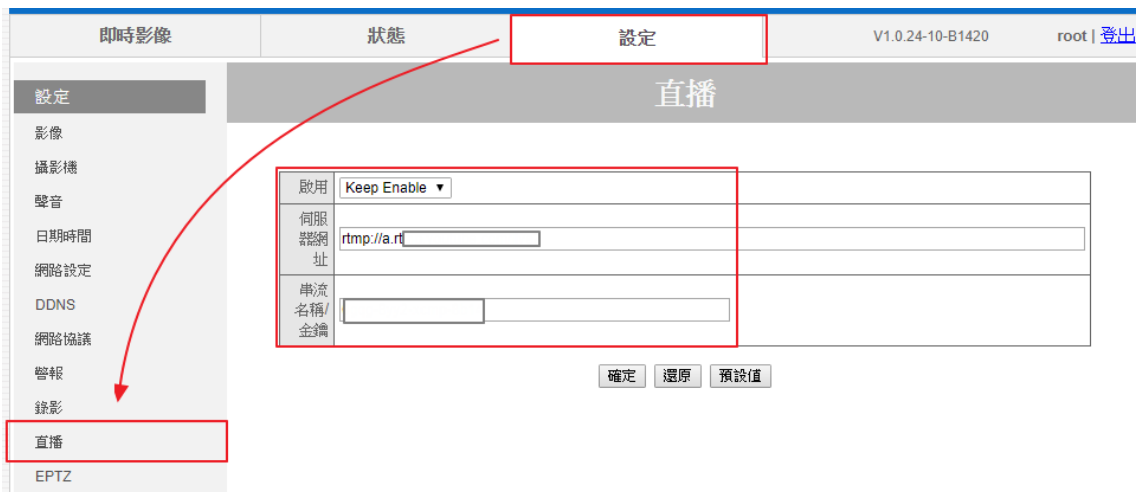 即時影像 狀態 設定 V1.0.24-10-B1420 root | 登出
設定
直播
影像
攝影機
聲音
日期時間
網路設定
DDNS
網路協議
警報
錄影
直播
EPTZ
啟用 Keep Enable
伺服
器網
址
rtmp://a.rt
串流
名稱/
金鑰
確定 還原 預設值